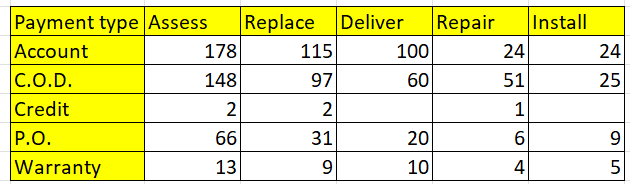 Payment type Assess Replace Deliver Repair Install
Account 178 115 100 24 24
C.O.D. 148 97 60 51 25
Credit 2 2 1
P.O. 66 31 20 6 9
Warranty 13 9 10 4 5